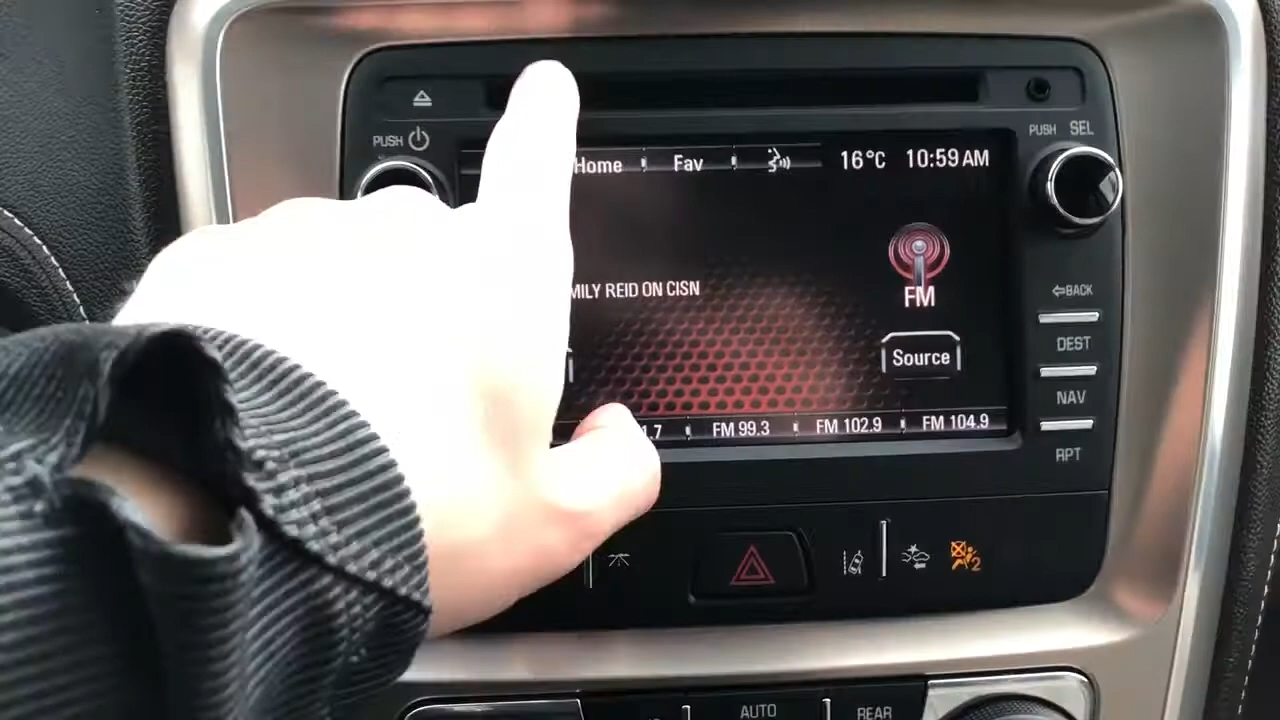 PUSH
PUSH SEL
Home Fav 16°C 10:59 AM
MILY REID ON CISN
FM
BACK
Source
DEST
NAV
1.7 FM 99.3 FM 102.9 FM 104.9
RPT
2
AUTO
REAR